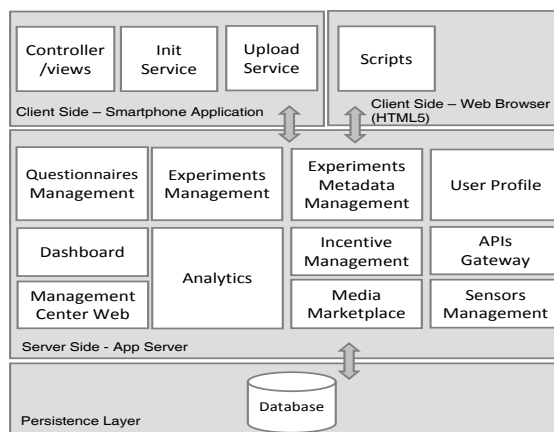 Controller
/views
Init
Service
Upload
Service
Client Side – Smartphone Application
Scripts
Client Side – Web Browser
(HTML5)
Questionnaires
Management
Experiments
Management
Experiments
Metadata
Management
User Profile
Dashboard
Analytics
Incentive
Management
APIs
Gateway
Management
Center Web
Media
Marketplace
Sensors
Management
Server Side - App Server
Database
Persistence Layer